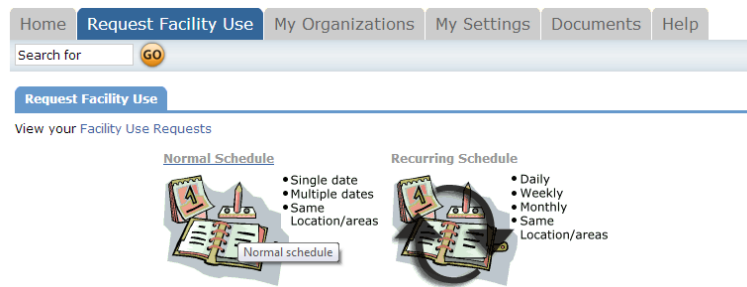 Home Request Facility Use My Organizations My Settings Documents Help
Search for GO
Request Facility Use
View your Facility Use Requests
Normal Schedule
• Single date
• Multiple dates
• Same
Location/areas
1
Normal schedule
Recurring Schedule
• Daily
• Weekly
• Monthly
• Same
Location/areas
1